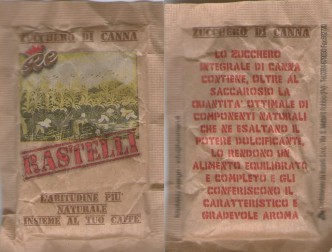 ZUCCHERO DI CANNA
RC
RASTELLI
L'ABITUDINE PIÙ
NATURALE
INSIEME AL TUO CAFFÈ
ZUCCHERO DI CANNA
LO ZUCCHERO
INTEGRALE DI CANNA
CONTIENE, OLTRE AL
SACCAROSIO LA
QUANTITA' OTTIMALE DI
COMPONENTI NATURALI
CHE NE ESALTANO IL
POTERE DOLCIFICANTE.
LO RENDONO UN
ALIMENTO EQUILIBRATO
E COMPLETO E GLI
CONFERISCONO IL
CARATTERISTICO E
GRADEVOLE AROMA